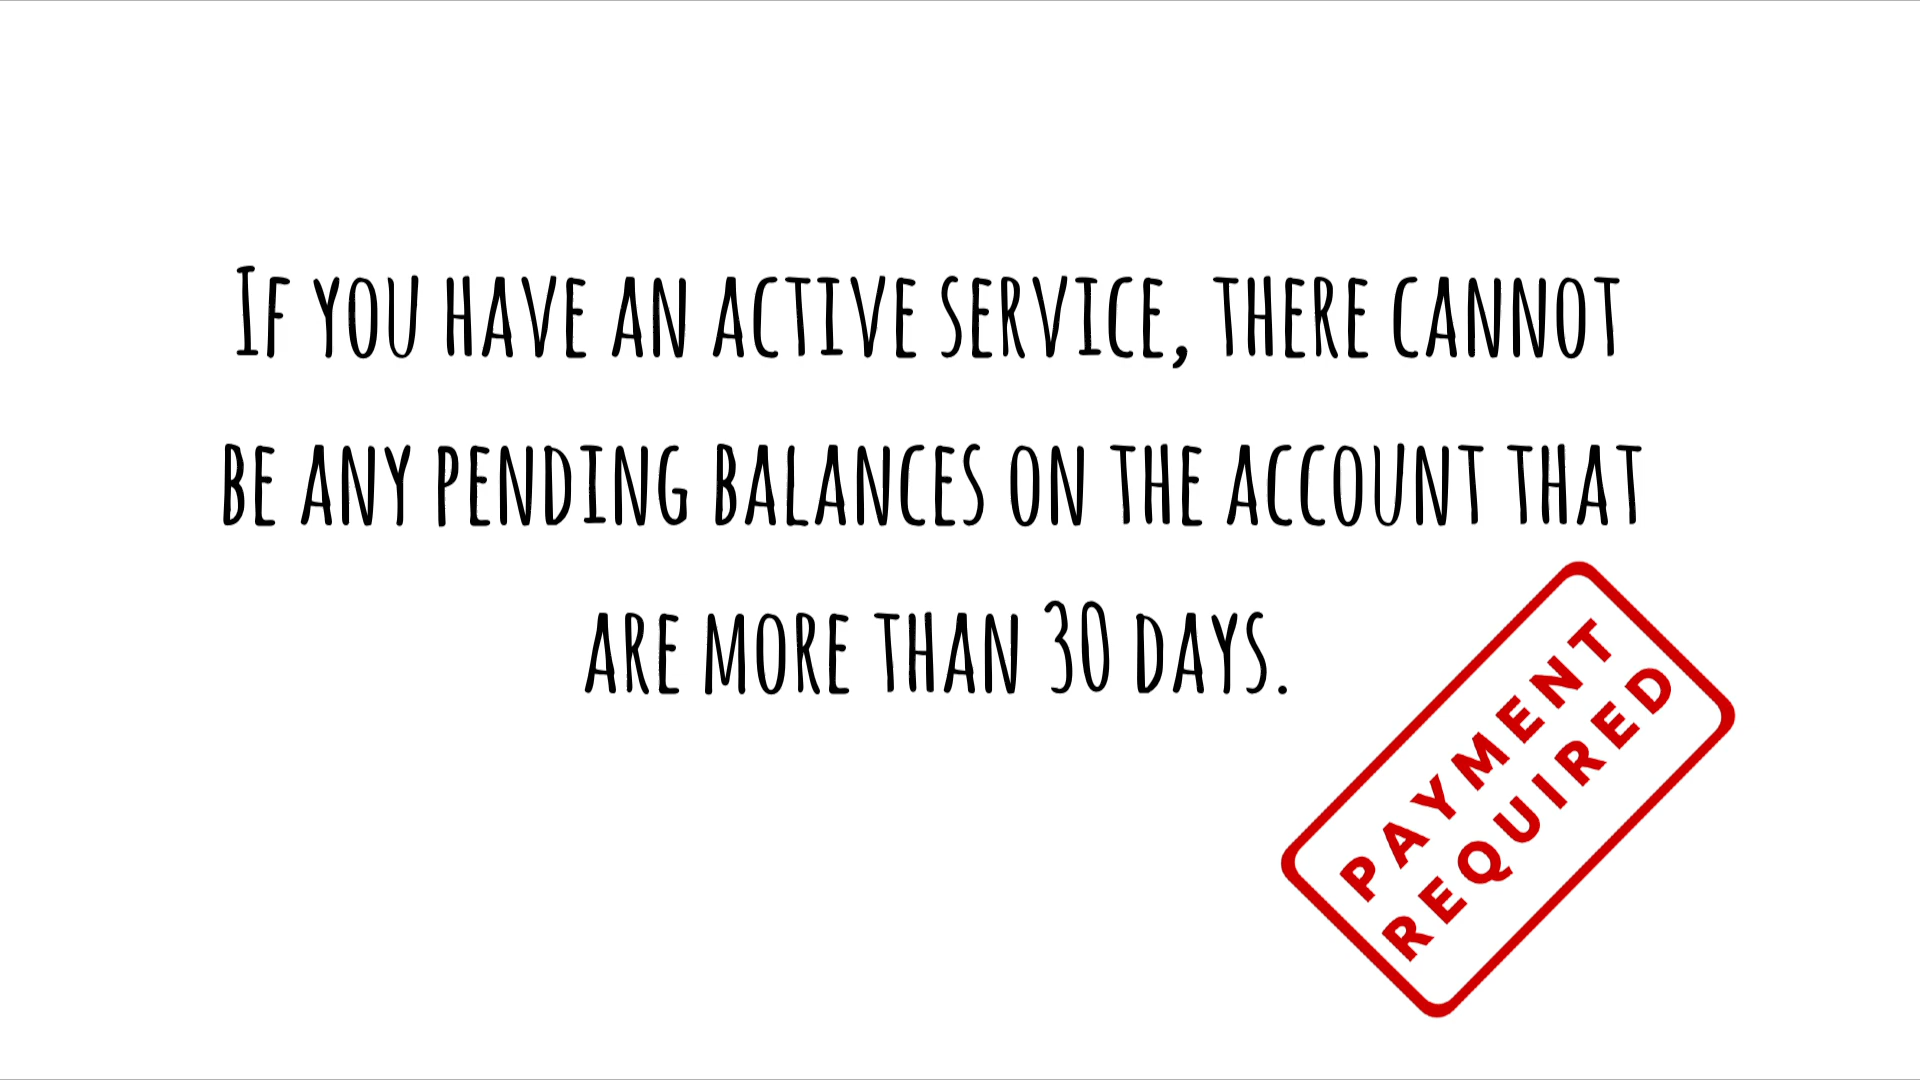 If you have an active service, there cannot
be any pending balances on the account that
are more than 30 days.
PAYMENT
REQUIRED